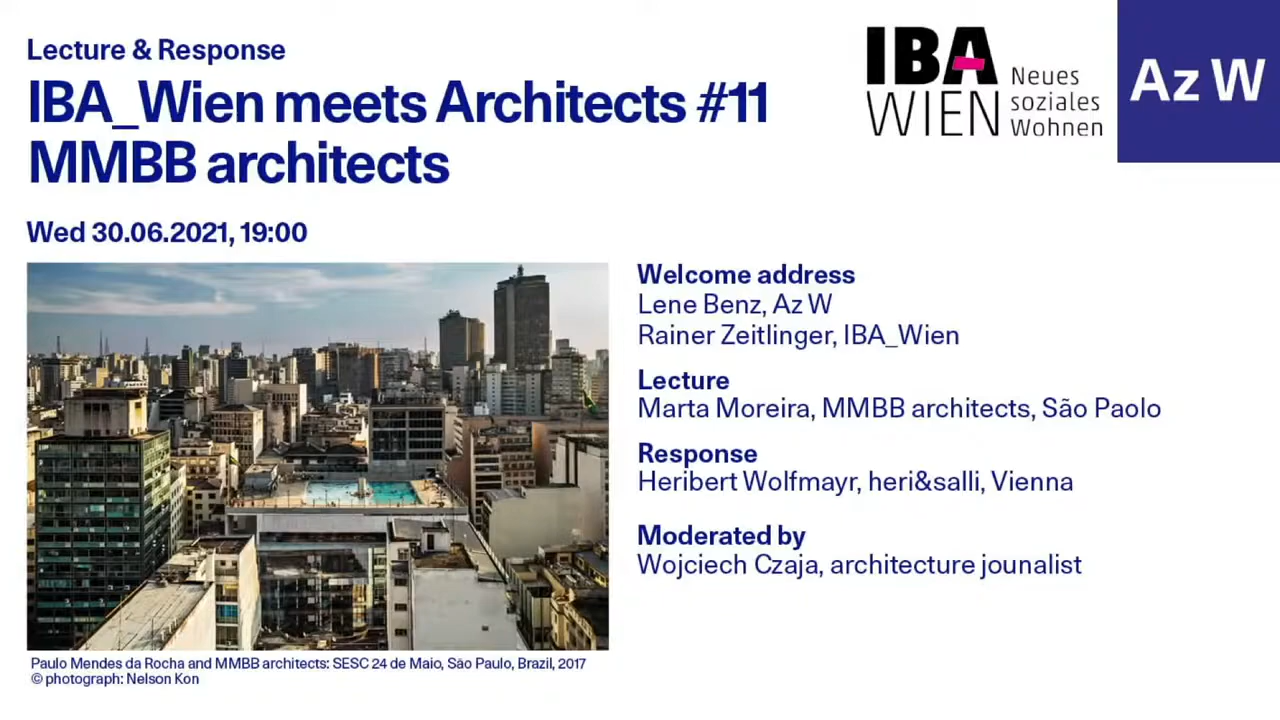 Lecture & Response
IBA_Wien meets Architects #11
MMBB architects
Wed 30.06.2021, 19:00
IBA
WIEN
Neues
soziales
Wohnen
Az W
Welcome address
Lene Benz, Az W
Rainer Zeitlinger, IBA_Wien
Lecture
Marta Moreira, MMBB architects, São Paolo
Response
Heribert Wolfmayr, heri&salli, Vienna
Moderated by
Wojciech Czaja, architecture jounalist
Paulo Mendes da Rocha and MMBB architects: SESC 24 de Maio, São Paulo, Brazil, 2017
© photograph: Nelson Kon